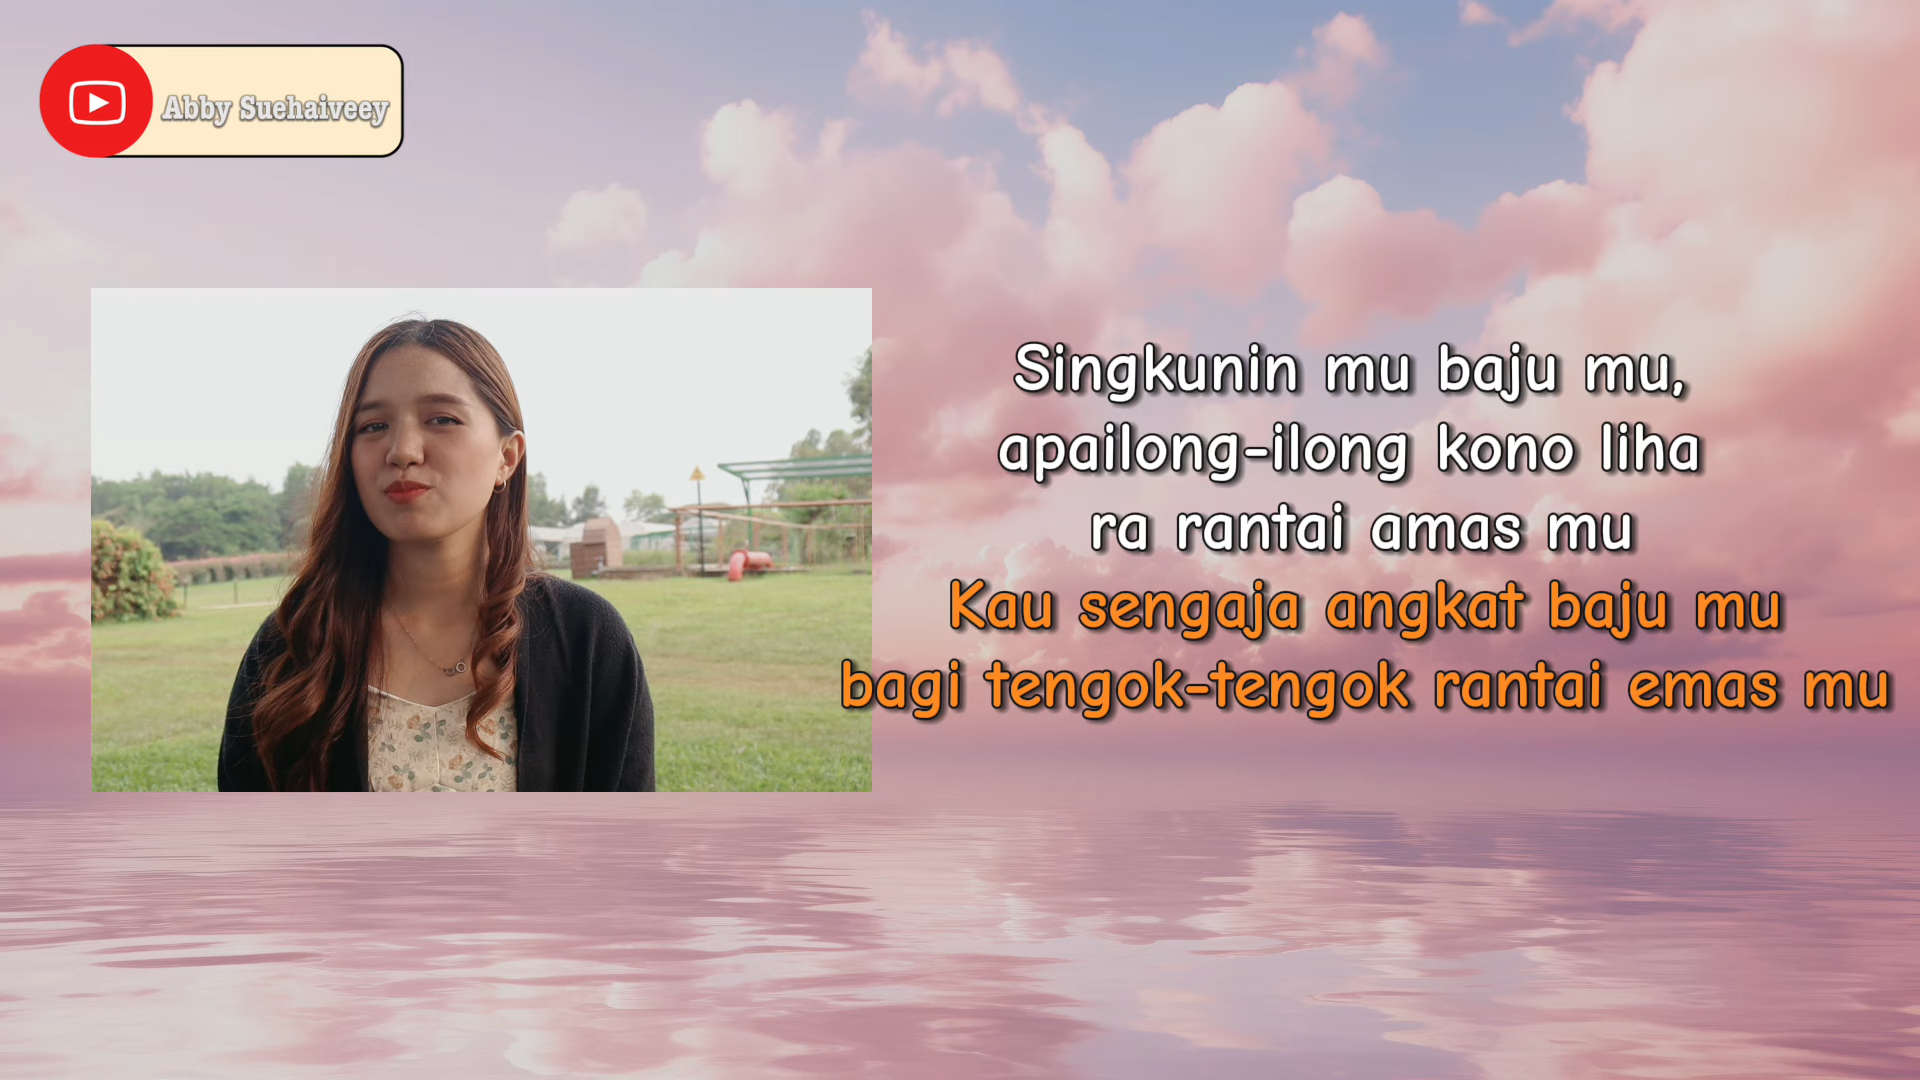 Abby Suehaiveey
Singkunin mu baju mu,
apailong-ilong kono liha
ra rantai amas mu
Kau sengaja angkat baju mu
bagi tengok-tengok rantai emas mu